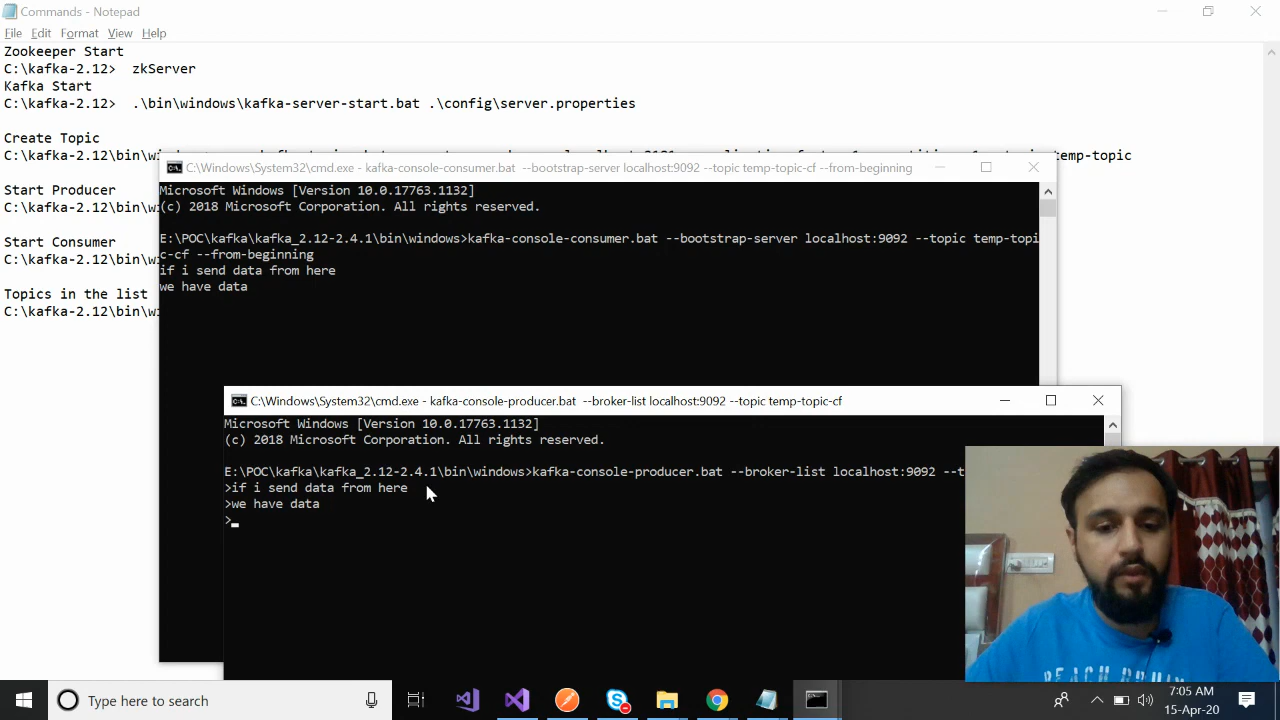 Commands - Notepad
File Edit Format View Help
Zookeeper Start
C:\kafka-2.12> zkServer
Kafka Start
C:\kafka-2.12> .\bin\windows\kafka-server-start.bat .\config\server.properties
Create Topic
C:\kafka-2.12\bin\wi
temp-topic
Start Producer
C:\kafka-2.12\bin\wi
Start Consumer
C:\kafka-2.12\bin\wi
Topics in the list
C:\kafka-2.12\bin\wi
C:\Windows\System32\cmd.exe - kafka-console-consumer.bat --bootstrap-server localhost:9092 --topic temp-topic-cf --from-beginning
Microsoft Windows [Version 10.0.17763.1132]
(c) 2018 Microsoft Corporation. All rights reserved.
E:\POC\kafka\kafka_2.12-2.4.1\bin\windows>kafka-console-consumer.bat --bootstrap-server localhost:9092 --topic temp-topi
c-cf --from-beginning
if i send data from here
we have data
C:\Windows\System32\cmd.exe - kafka-console-producer.bat --broker-list localhost:9092 --topic temp-topic-cf
Microsoft Windows [Version 10.0.17763.1132]
(c) 2018 Microsoft Corporation. All rights reserved.
E:\POC\kafka\kafka_2.12-2.4.1\bin\windows>kafka-console-producer.bat --broker-list localhost:9092 --t
>if i send data from here
>we have data
>
Type here to search
7:05 AM
15-Apr-20